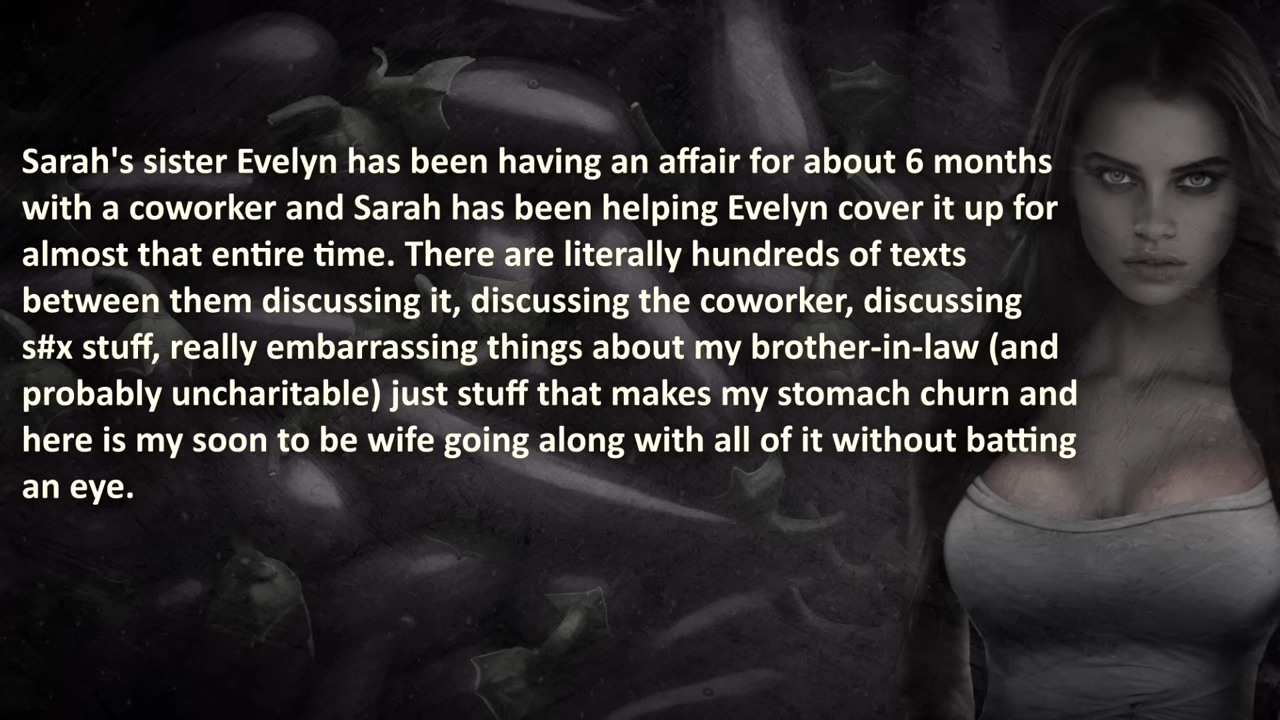 Sarah's sister Evelyn has been having an affair for about 6 months
with a coworker and Sarah has been helping Evelyn cover it up for
almost that entire time. There are literally hundreds of texts
between them discussing it, discussing the coworker, discussing
s#x stuff, really embarrassing things about my brother-in-law (and
probably uncharitable) just stuff that makes my stomach churn and
here is my soon to be wife going along with all of it without batting
an eye.